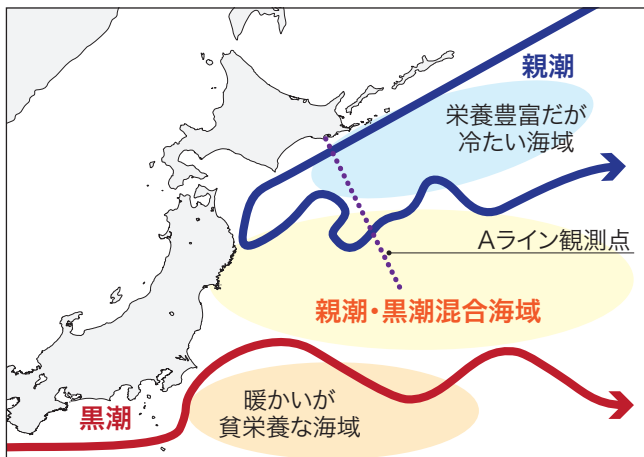 親潮
栄養豊富だが
冷たい海域
Aライン観測点
親潮・黒潮混合海域
黒潮
暖かいが
貧栄養な海域